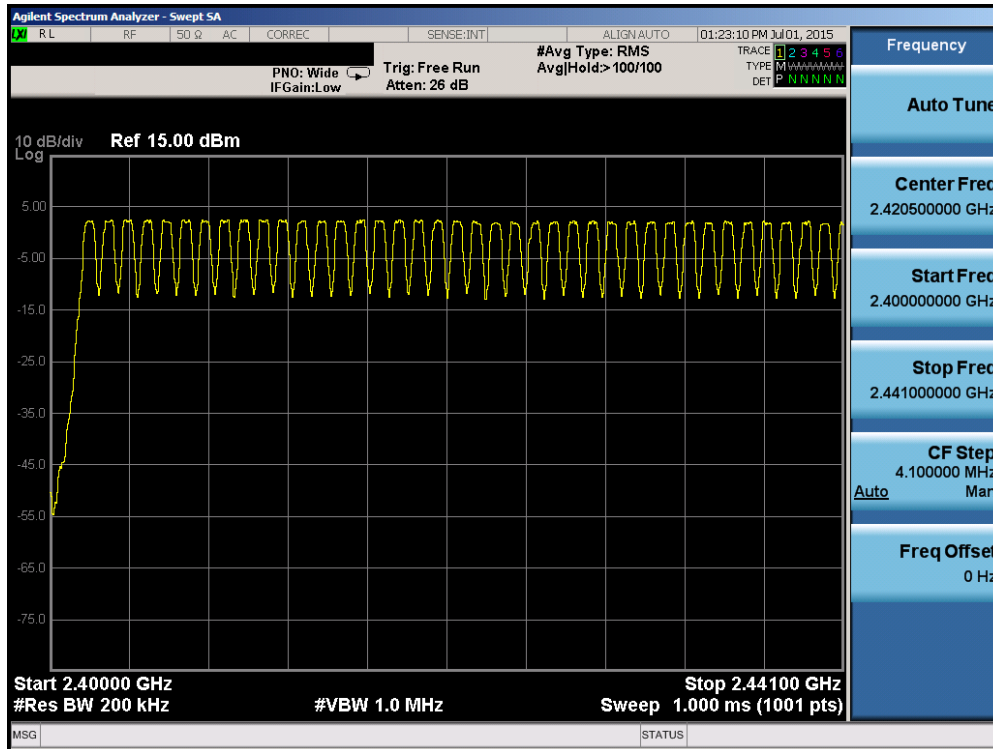 Agilent Spectrum Analyzer - Swept SA
LXI RL RF 50 Ω AC CORREC SENSE:INT ALIGN AUTO 01:23:10 PM Jul 01, 2015
PNO: Wide Trig: Free Run #Avg Type: RMS TRACE 1 2 3 4 5 6
IFGain:Low Atten: 26 dB Avg|Hold:>100/100 TYPE M
DET P N N N N N
10 dB/div Ref 15.00 dBm
Log
5.00
-5.00
-15.0
-25.0
-35.0
-45.0
-55.0
-65.0
-75.0
Start 2.40000 GHz Stop 2.44100 GHz
#Res BW 200 kHz #VBW 1.0 MHz Sweep 1.000 ms (1001 pts)
MSG STATUS
Frequency
Auto Tune
Center Freq
2.420500000 GHz
Start Freq
2.400000000 GHz
Stop Freq
2.441000000 GHz
CF Step
4.100000 MHz
Auto Man
Freq Offset
0 Hz